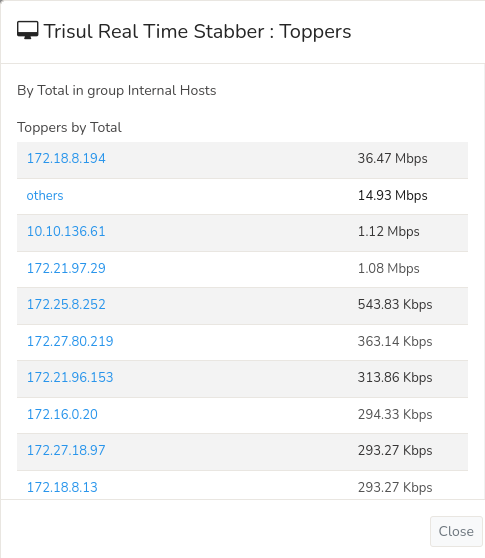 Trisul Real Time Stabber : Toppers
By Total in group Internal Hosts
Toppers by Total
172.18.8.194 36.47 Mbps
others 14.93 Mbps
10.10.136.61 1.12 Mbps
172.21.97.29 1.08 Mbps
172.25.8.252 543.83 Kbps
172.27.80.219 363.14 Kbps
172.21.96.153 313.86 Kbps
172.16.0.20 294.33 Kbps
172.27.18.97 293.27 Kbps
172.18.8.13 293.27 Kbps
Close